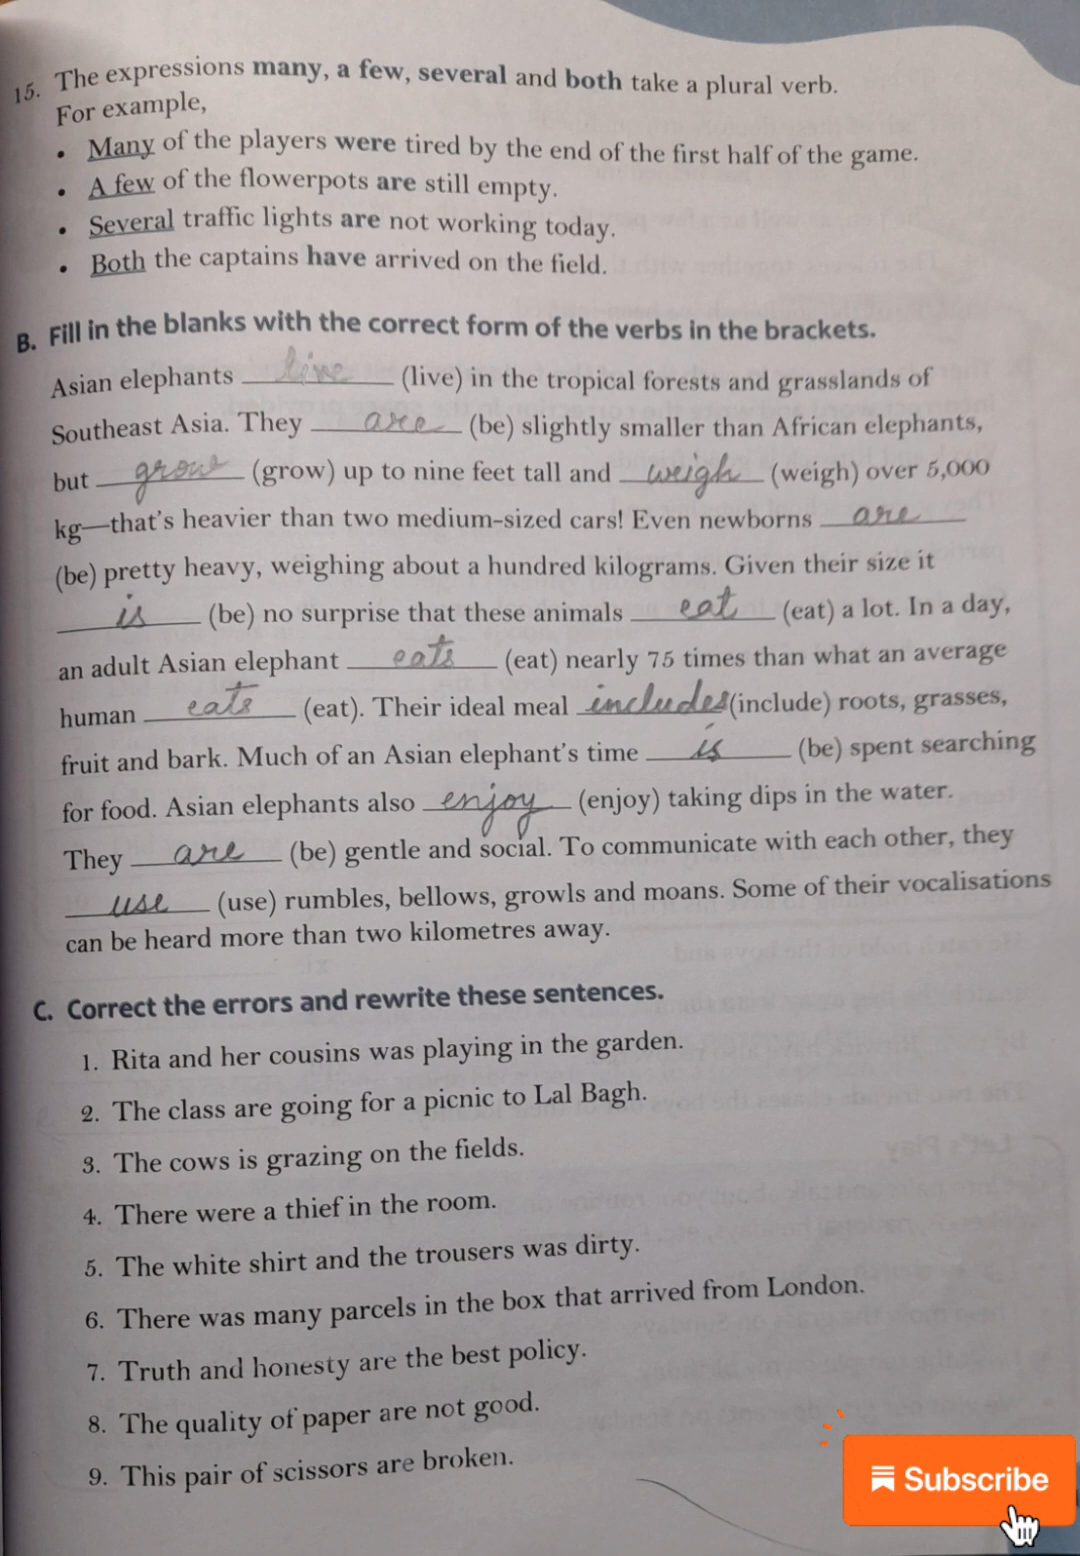 15. The expressions many, a few, several and both take a plural verb.
For example,
• Many of the players were tired by the end of the first half of the game.
• A few of the flowerpots are still empty.
• Several traffic lights are not working today.
• Both the captains have arrived on the field.
B. Fill in the blanks with the correct form of the verbs in the brackets.
Asian elephants live (live) in the tropical forests and grasslands of
Southeast Asia. They are (be) slightly smaller than African elephants,
but grow (grow) up to nine feet tall and weigh (weigh) over 5,000
kg—that's heavier than two medium-sized cars! Even newborns are
(be) pretty heavy, weighing about a hundred kilograms. Given their size it
is (be) no surprise that these animals eat (eat) a lot. In a day,
an adult Asian elephant eats (eat) nearly 75 times than what an average
human eats (eat). Their ideal meal includes (include) roots, grasses,
fruit and bark. Much of an Asian elephant's time is (be) spent searching
for food. Asian elephants also enjoy (enjoy) taking dips in the water.
They are (be) gentle and social. To communicate with each other, they
use (use) rumbles, bellows, growls and moans. Some of their vocalisations
can be heard more than two kilometres away.
C. Correct the errors and rewrite these sentences.
1. Rita and her cousins was playing in the garden.
2. The class are going for a picnic to Lal Bagh.
3. The cows is grazing on the fields.
4. There were a thief in the room.
5. The white shirt and the trousers was dirty.
6. There was many parcels in the box that arrived from London.
7. Truth and honesty are the best policy.
8. The quality of paper are not good.
9. This pair of scissors are broken.
Subscribe